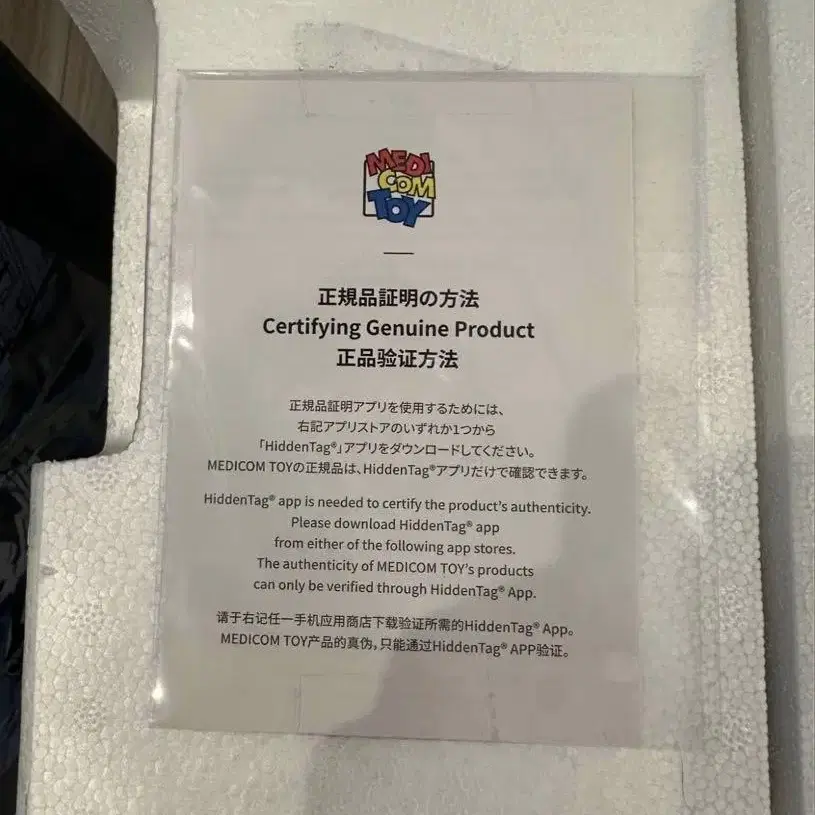 MEDI
COM
TOY
正規品証明の方法
Certifying Genuine Product
正品验证方法
正規品証明アプリを使用するためには、
右記アプリストアのいずれか1つから
「HiddenTag®」アプリをダウンロードしてください。
MEDICOM TOYの正規品は、HiddenTag®アプリだけで確認できます。
HiddenTag® app is needed to certify the product's authenticity.
Please download HiddenTag® app
from either of the following app stores.
The authenticity of MEDICOM TOY's products
can only be verified through HiddenTag® App.
请于右记任一手机应用商店下载验证所需的HiddenTag® App。
MEDICOM TOY产品的真伪，只能通过HiddenTag® APP验证。